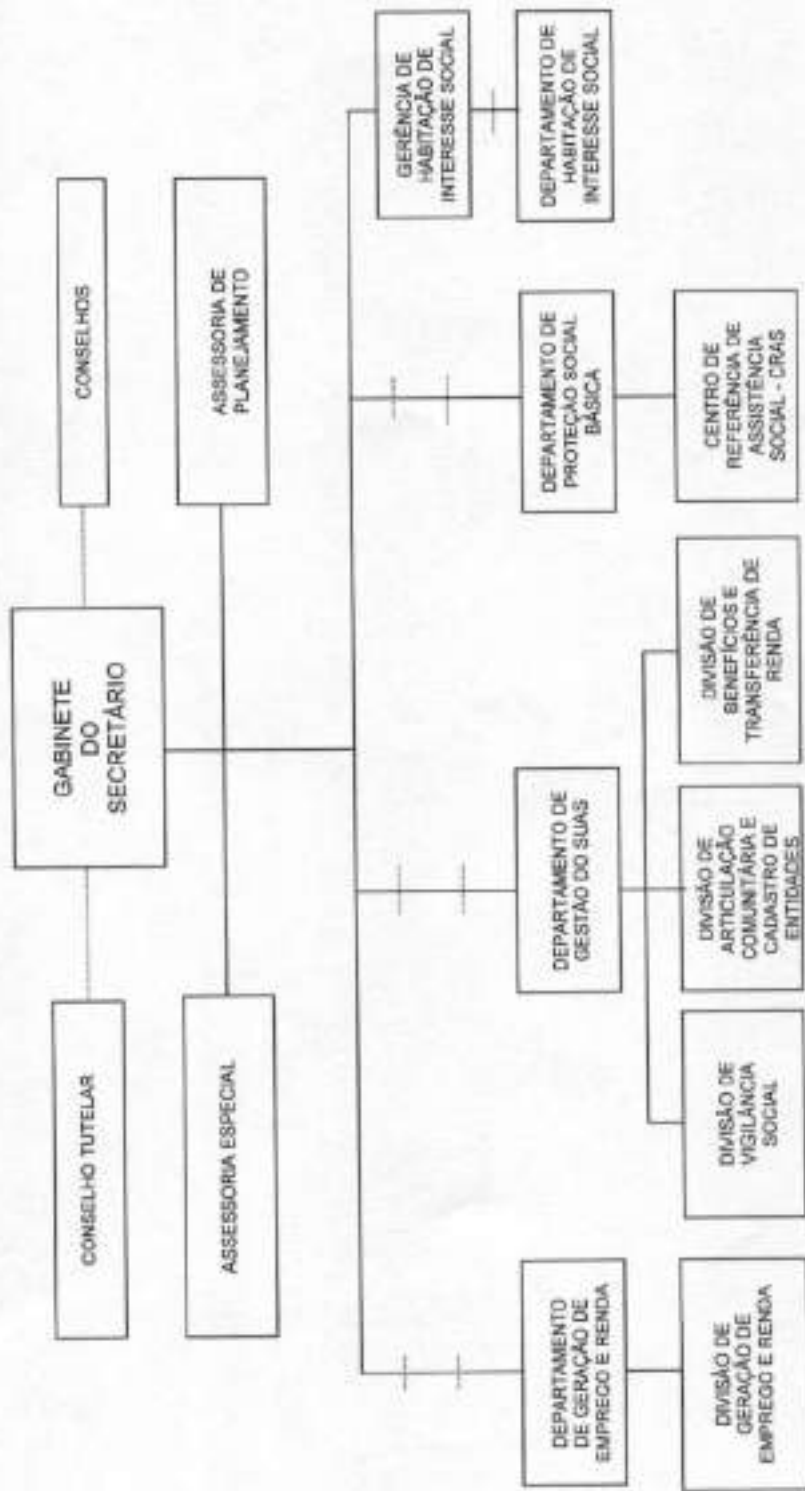 GABINETE
DO
SECRETÁRIO
CONSELHO TUTELAR
CONSELHOS
ASSESSORIA ESPECIAL
ASSESSORIA DE
PLANEJAMENTO
DEPARTAMENTO
DE GERAÇÃO DE
EMPREGO E RENDA
DIVISÃO DE
GERAÇÃO DE
EMPREGO E RENDA
DEPARTAMENTO DE
GESTÃO DO SUAS
DIVISÃO DE
VIGILÂNCIA
SOCIAL
DIVISÃO DE
ARTICULAÇÃO
COMUNITÁRIA E
CADASTRO DE
ENTIDADES
DIVISÃO DE
BENEFÍCIOS E
TRANSFERÊNCIA DE
RENDA
DEPARTAMENTO DE
PROTEÇÃO SOCIAL
BÁSICA
CENTRO DE
REFERÊNCIA DE
ASSISTÊNCIA
SOCIAL - CRAS
GERÊNCIA DE
HABITAÇÃO DE
INTERESSE SOCIAL
DEPARTAMENTO DE
HABITAÇÃO DE
INTERESSE SOCIAL